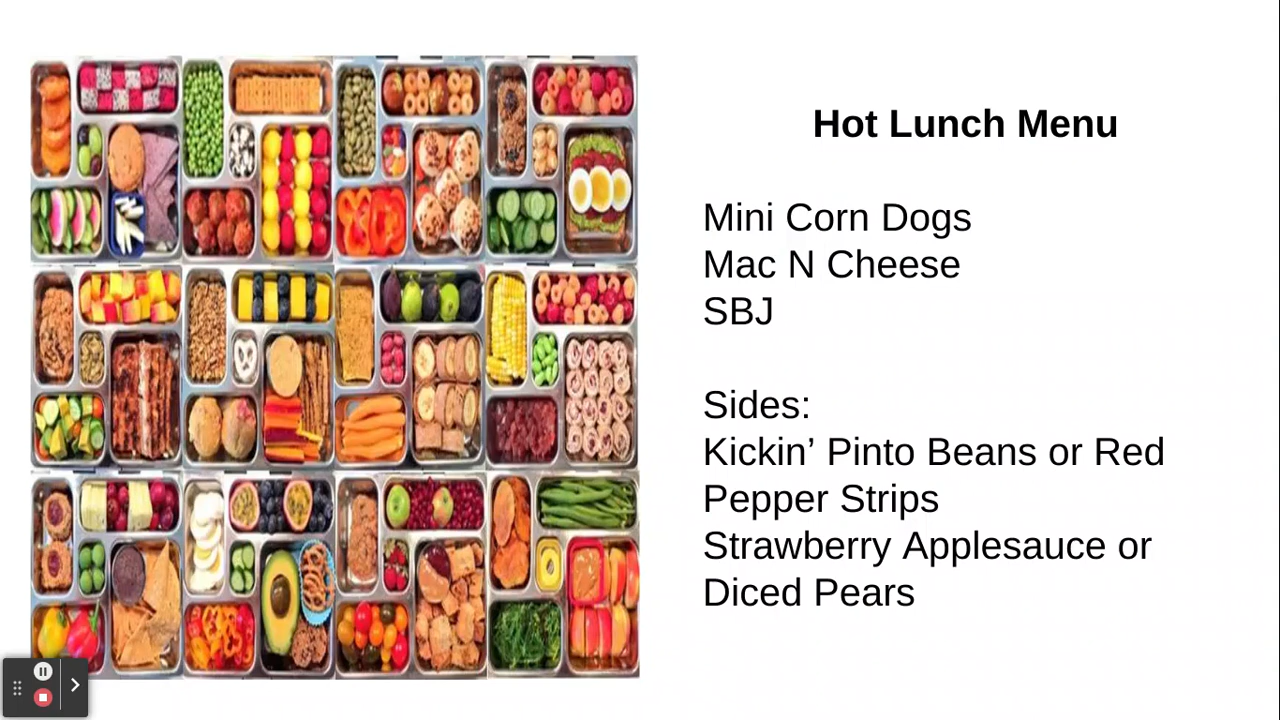 Hot Lunch Menu
Mini Corn Dogs
Mac N Cheese
SBJ
Sides:
Kickin’ Pinto Beans or Red
Pepper Strips
Strawberry Applesauce or
Diced Pears